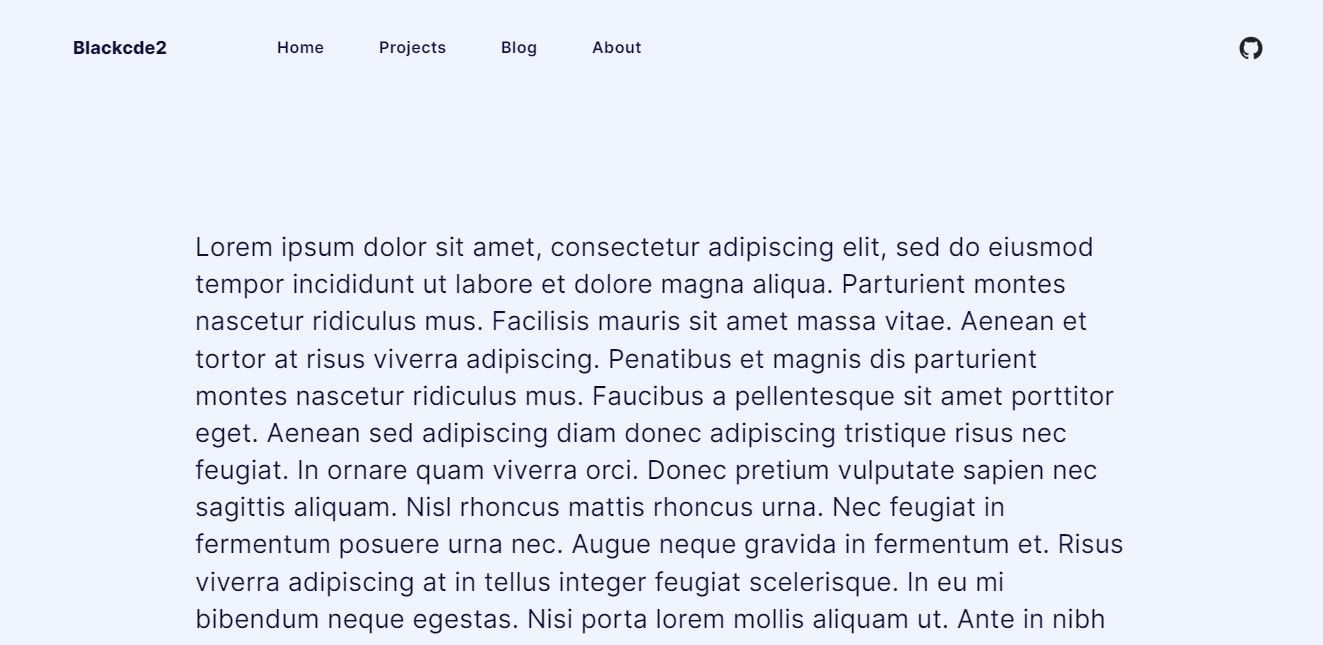 Blackcde2 Home Projects Blog About
Lorem ipsum dolor sit amet, consectetur adipiscing elit, sed do eiusmod
tempor incididunt ut labore et dolore magna aliqua. Parturient montes
nascetur ridiculus mus. Facilisis mauris sit amet massa vitae. Aenean et
tortor at risus viverra adipiscing. Penatibus et magnis dis parturient
montes nascetur ridiculus mus. Faucibus a pellentesque sit amet porttitor
eget. Aenean sed adipiscing diam donec adipiscing tristique risus nec
feugiat. In ornare quam viverra orci. Donec pretium vulputate sapien nec
sagittis aliquam. Nisl rhoncus mattis rhoncus urna. Nec feugiat in
fermentum posuere urna nec. Augue neque gravida in fermentum et. Risus
viverra adipiscing at in tellus integer feugiat scelerisque. In eu mi
bibendum neque egestas. Nisi porta lorem mollis aliquam ut. Ante in nibh